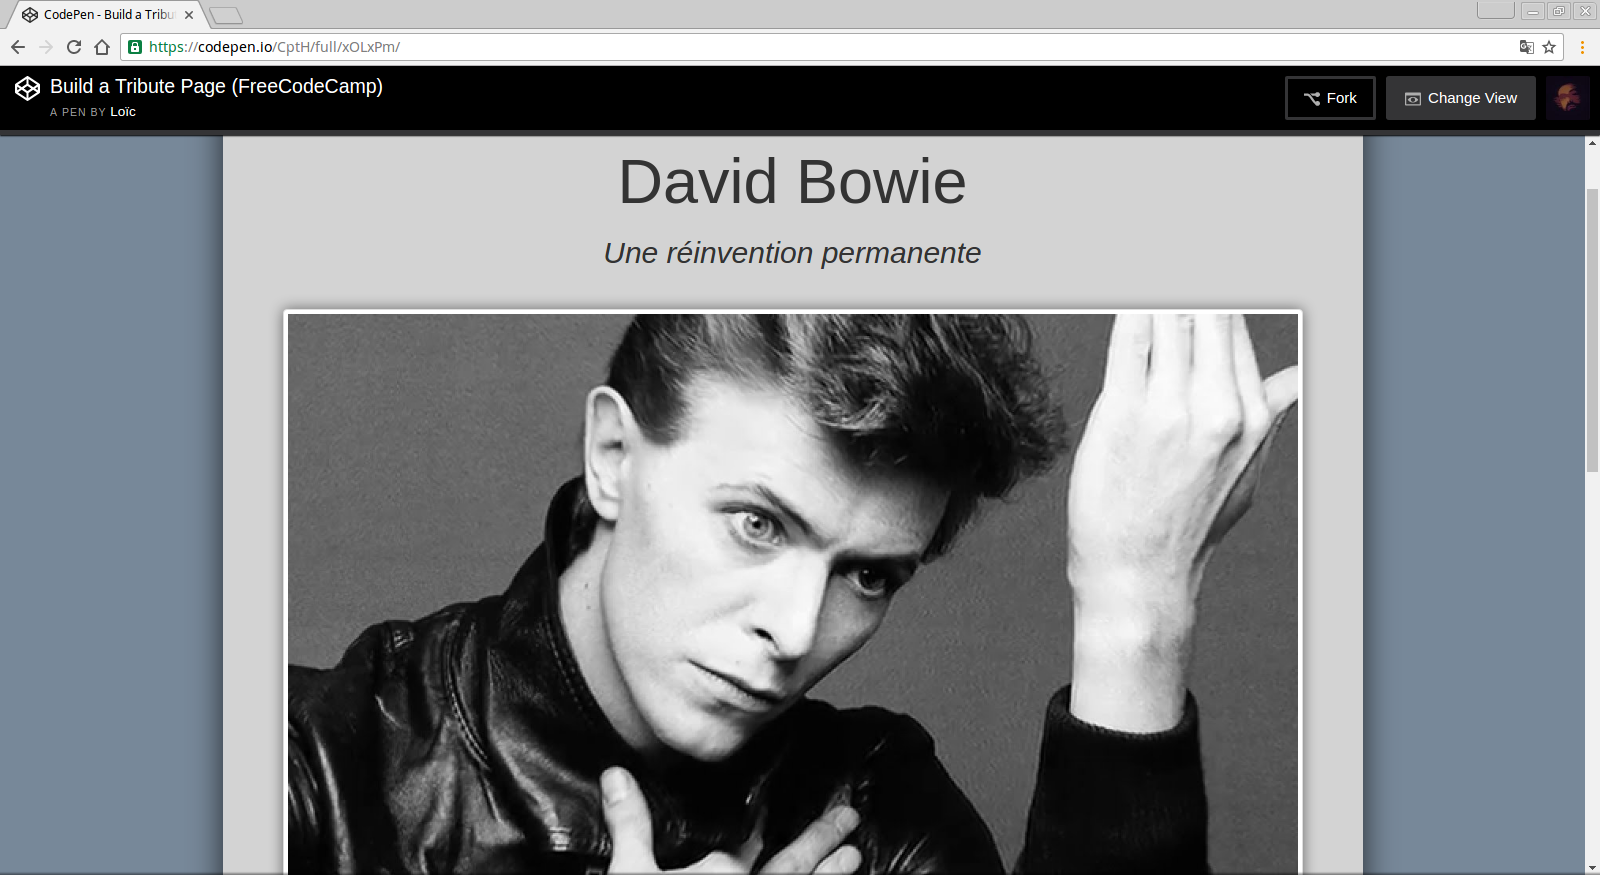 CodePen - Build a Tribu
https://codepen.io/CptH/full/xOLxPm/
Build a Tribute Page (FreeCodeCamp)
A PEN BY Loïc
Fork
Change View
David Bowie
Une réinvention permanente